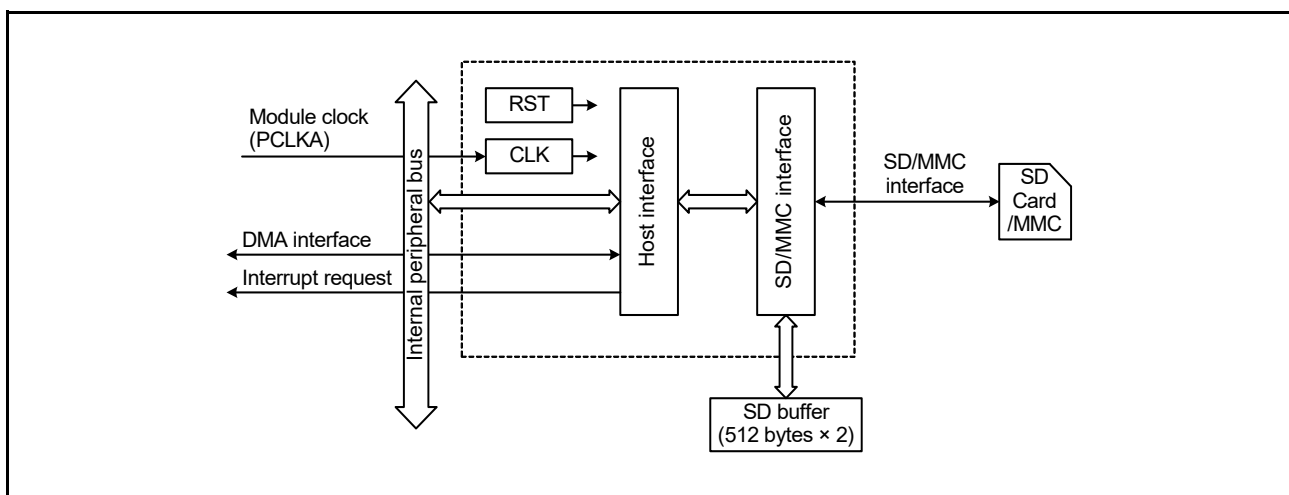 Module clock
(PCLKA)
RST
CLK
DMA interface
Interrupt request
Internal peripheral bus
Host interface
SD/MMC interface
SD/MMC
interface
SD
Card
/MMC
SD buffer
(512 bytes × 2)